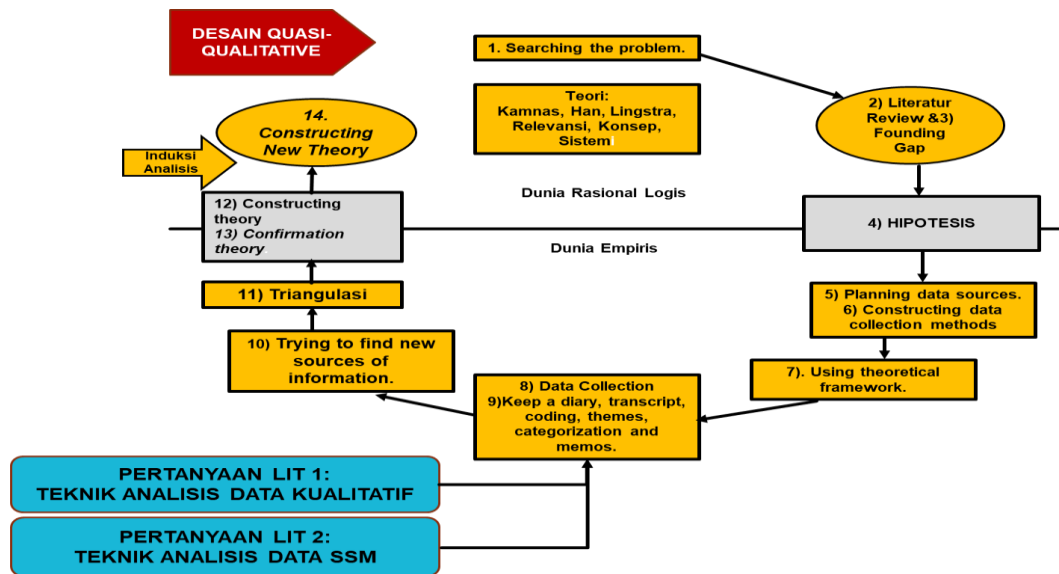 DESAIN QUASI-
QUALITATIVE
1. Searching the problem.
Teori:
Kamnas, Han, Lingstra,
Relevansi, Konsep,
Sistem
2) Literatur
Review &3)
Founding
Gap
14.
Constructing
New Theory
Induksi
Analisis
Dunia Rasional Logis
12) Constructing
theory
13) Confirmation
theory
4) HIPOTESIS
Dunia Empiris
5) Planning data sources.
6) Constructing data
collection methods
11) Triangulasi
10) Trying to find new
sources of
information.
7). Using theoretical
framework.
8) Data Collection
9)Keep a diary, transcript,
coding, themes,
categorization and
memos.
PERTANYAAN LIT 1:
TEKNIK ANALISIS DATA KUALITATIF
PERTANYAAN LIT 2:
TEKNIK ANALISIS DATA SSM